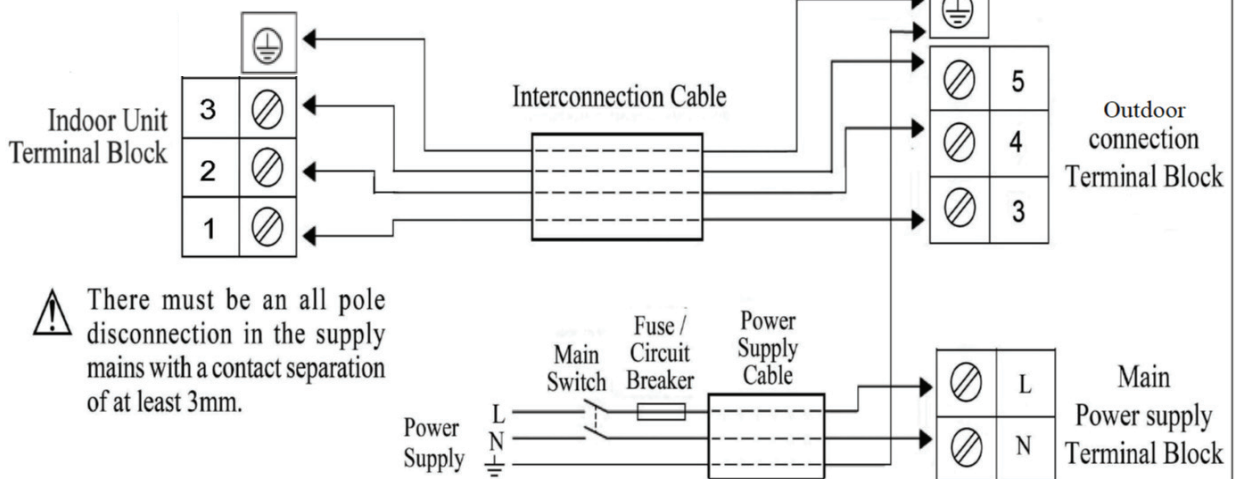 Indoor Unit
Terminal Block
3
2
1
Interconnection Cable
5
4
3
Outdoor
connection
Terminal Block
There must be an all pole
disconnection in the supply
mains with a contact separation
of at least 3mm.
Power
Supply
L
N
Main
Switch
Fuse /
Circuit
Breaker
Power
Supply
Cable
L
N
Main
Power supply
Terminal Block